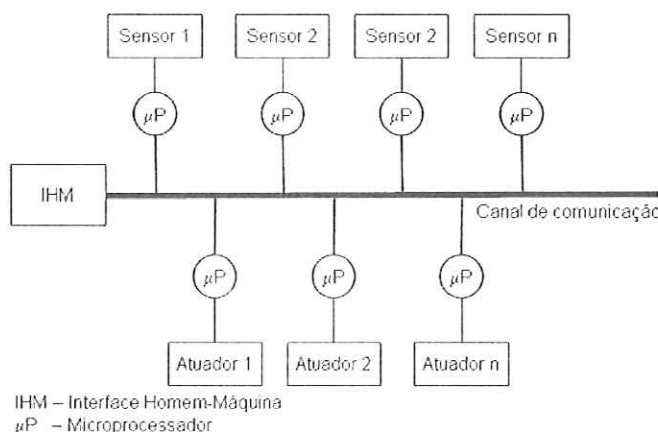 Sensor 1
Sensor 2
Sensor 2
Sensor n
μP
μP
μP
μP
IHM
Canal de comunicação
μP
μP
μP
Atuador 1
Atuador 2
Atuador n
IHM – Interface Homem-Máquina
μP – Microprocessador